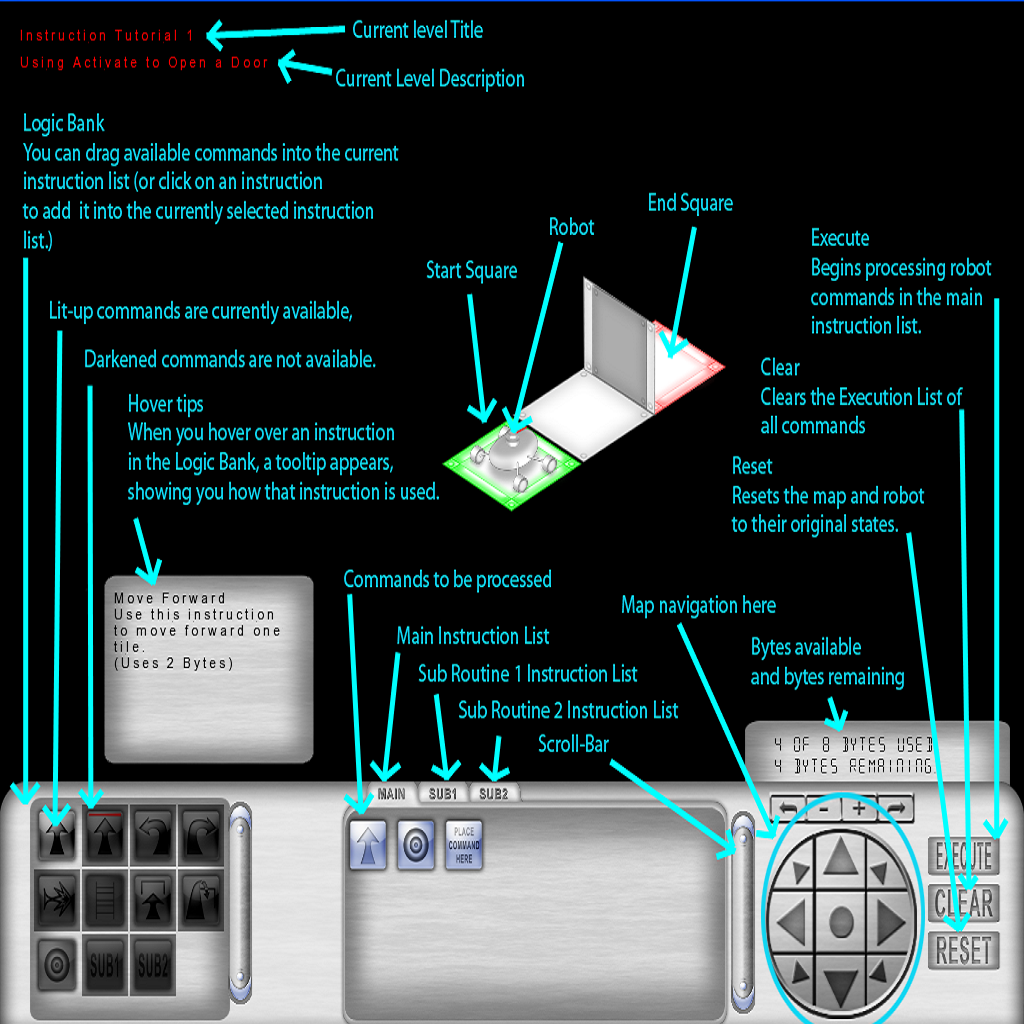 Instruction Tutorial 1
Current level Title
Using Activate to Open a Door
Current Level Description
Logic Bank
You can drag available commands into the current
instruction list (or click on an instruction
to add it into the currently selected instruction
list.)
End Square
Robot
Start Square
Execute
Begins processing robot
commands in the main
instruction list.
Lit-up commands are currently available,
Darkened commands are not available.
Clear
Clears the Execution List of
all commands
Hover tips
When you hover over an instruction
in the Logic Bank, a tooltip appears,
showing you how that instruction is used.
Reset
Resets the map and robot
to their original states.
Move Forward
Use this instruction
to move forward one
tile.
(Uses 2 Bytes)
Commands to be processed
Map navigation here
Main Instruction List
Sub Routine 1 Instruction List
Sub Routine 2 Instruction List
Scroll-Bar
Bytes available
and bytes remaining
4 OF 8 BYTES USED
4 BYTES REMAINING.
MAIN
SUB1
SUB2
PLACE
COMMAND
HERE
EXECUTE
CLEAR
RESET
SUB1
SUB2